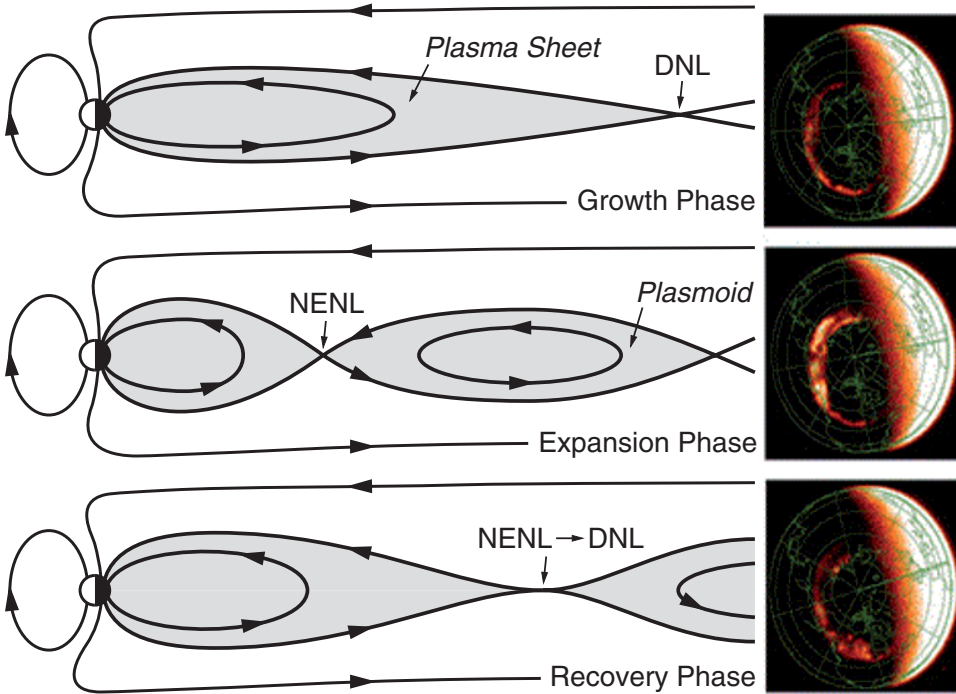 Plasma Sheet
DNL
Growth Phase
NENL
Plasmoid
Expansion Phase
NENL → DNL
Recovery Phase